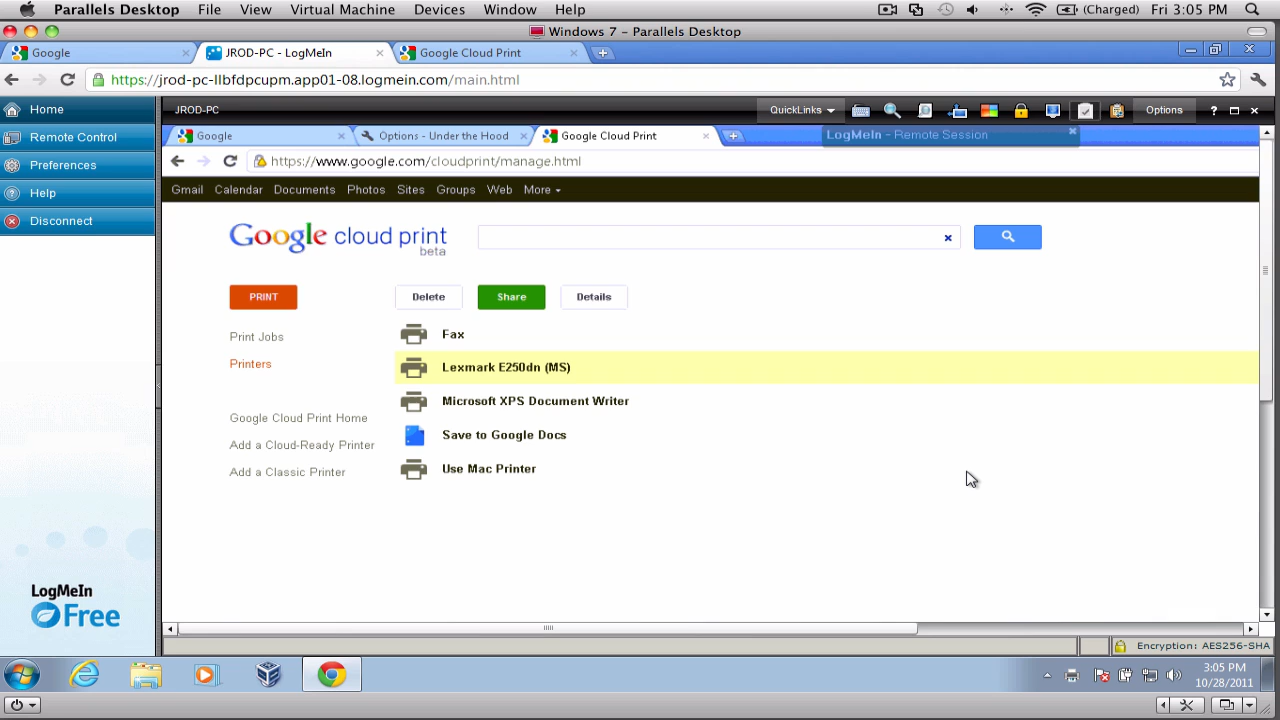 Parallels Desktop File View Virtual Machine Devices Window Help (Charged) Fri 3:05 PM
Windows 7 - Parallels Desktop
Google JROD-PC - LogMeIn Google Cloud Print
https://jrod-pc-llbfdpcupm.app01-08.logmein.com/main.html
Home JROD-PC QuickLinks Options ?
Remote Control Google Options - Under the Hood Google Cloud Print LogMeIn - Remote Session
Preferences https://www.google.com/cloudprint/manage.html
Help Gmail Calendar Documents Photos Sites Groups Web More
Disconnect
Google cloud print
beta
PRINT Delete Share Details
Print Jobs Fax
Printers Lexmark E250dn (MS)
Microsoft XPS Document Writer
Google Cloud Print Home
Add a Cloud-Ready Printer Save to Google Docs
Add a Classic Printer Use Mac Printer
LogMeIn
Free
Encryption: AES256-SHA
3:05 PM
10/28/2011